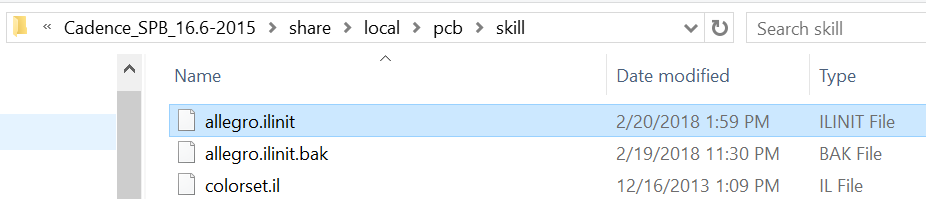 « Cadence_SPB_16.6-2015 > share > local > pcb > skill Search skill
Name Date modified Type
allegro.ilinit 2/20/2018 1:59 PM ILINIT File
allegro.ilinit.bak 2/19/2018 11:30 PM BAK File
colorset.il 12/16/2013 1:09 PM IL File